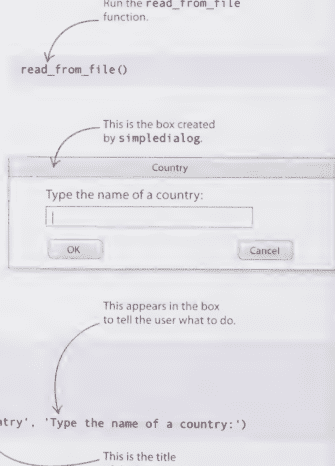 Run the read_from_file
function.
read_from_file()
This is the box created
by simpledialog.
Country
Type the name of a country:
OK
Cancel
This appears in the box
to tell the user what to do.
ntry', 'Type the name of a country:')
This is the title